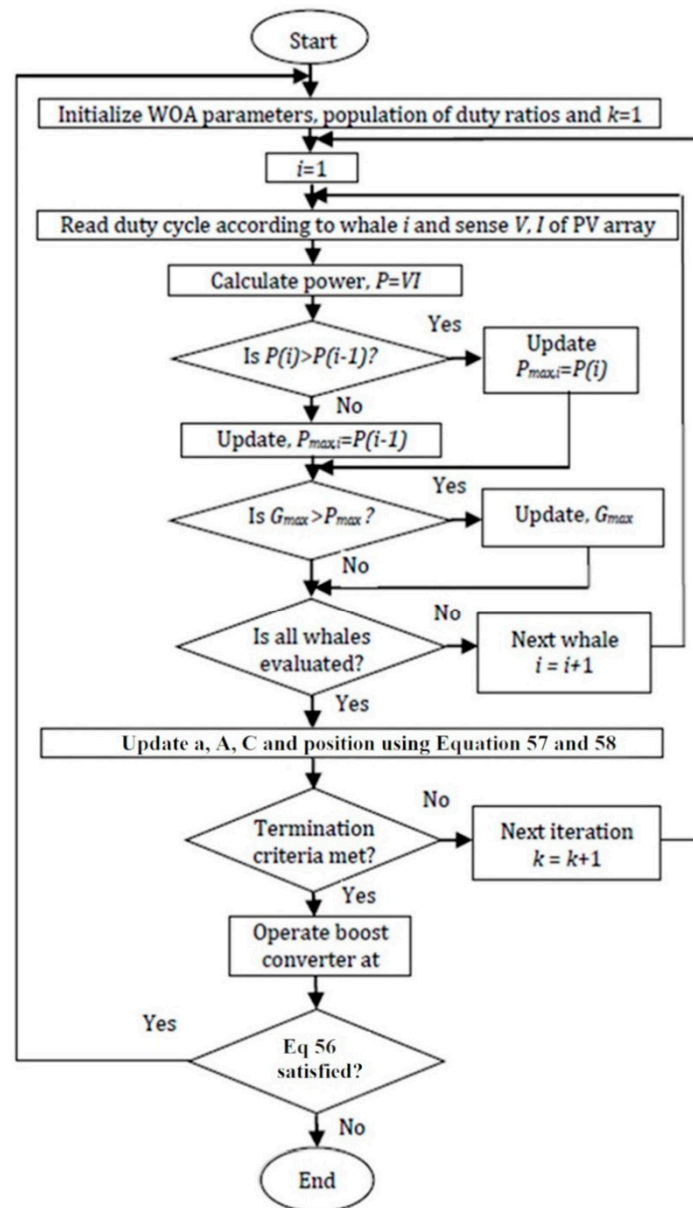 Start
Initialize WOA parameters, population of duty ratios and k=1
i=1
Read duty cycle according to whale i and sense V, I of PV array
Calculate power, P=VI
Is P(i)>P(i-1)?
Yes
Update
Pmax,i=P(i)
No
Update, Pmax,i=P(i-1)
Is Gmax>Pmax?
Yes
Update, Gmax
No
Is all whales
evaluated?
No
Next whale
i = i+1
Yes
Update a, A, C and position using Equation 57 and 58
Termination
criteria met?
No
Next iteration
k = k+1
Yes
Operate boost
converter at
Yes
Eq 56
satisfied?
No
End